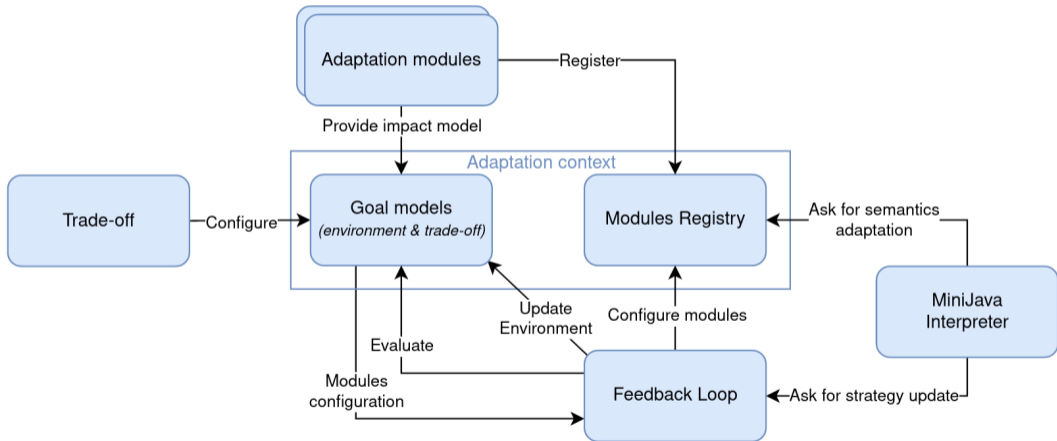 Adaptation modules
Register
Provide impact model
Adaptation context
Trade-off
Configure
Goal models
(environment & trade-off)
Modules Registry
Ask for semantics
adaptation
MiniJava
Interpreter
Update
Environment
Configure modules
Evaluate
Modules
configuration
Feedback Loop
Ask for strategy update